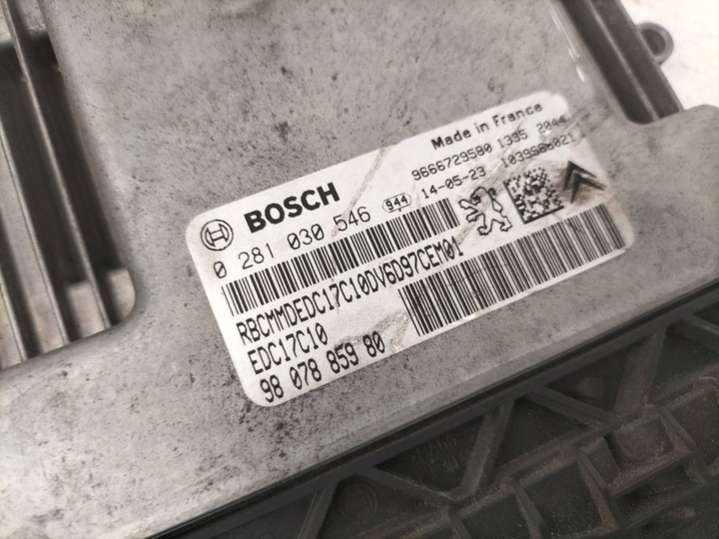 Made in France
9666729580 1395 2044
BOSCH
944 14-05-23 1039968021
0 281 030 546
RBCMMDEDC17C10DV6D97CEM01
EDC17C10
98 078 859 80